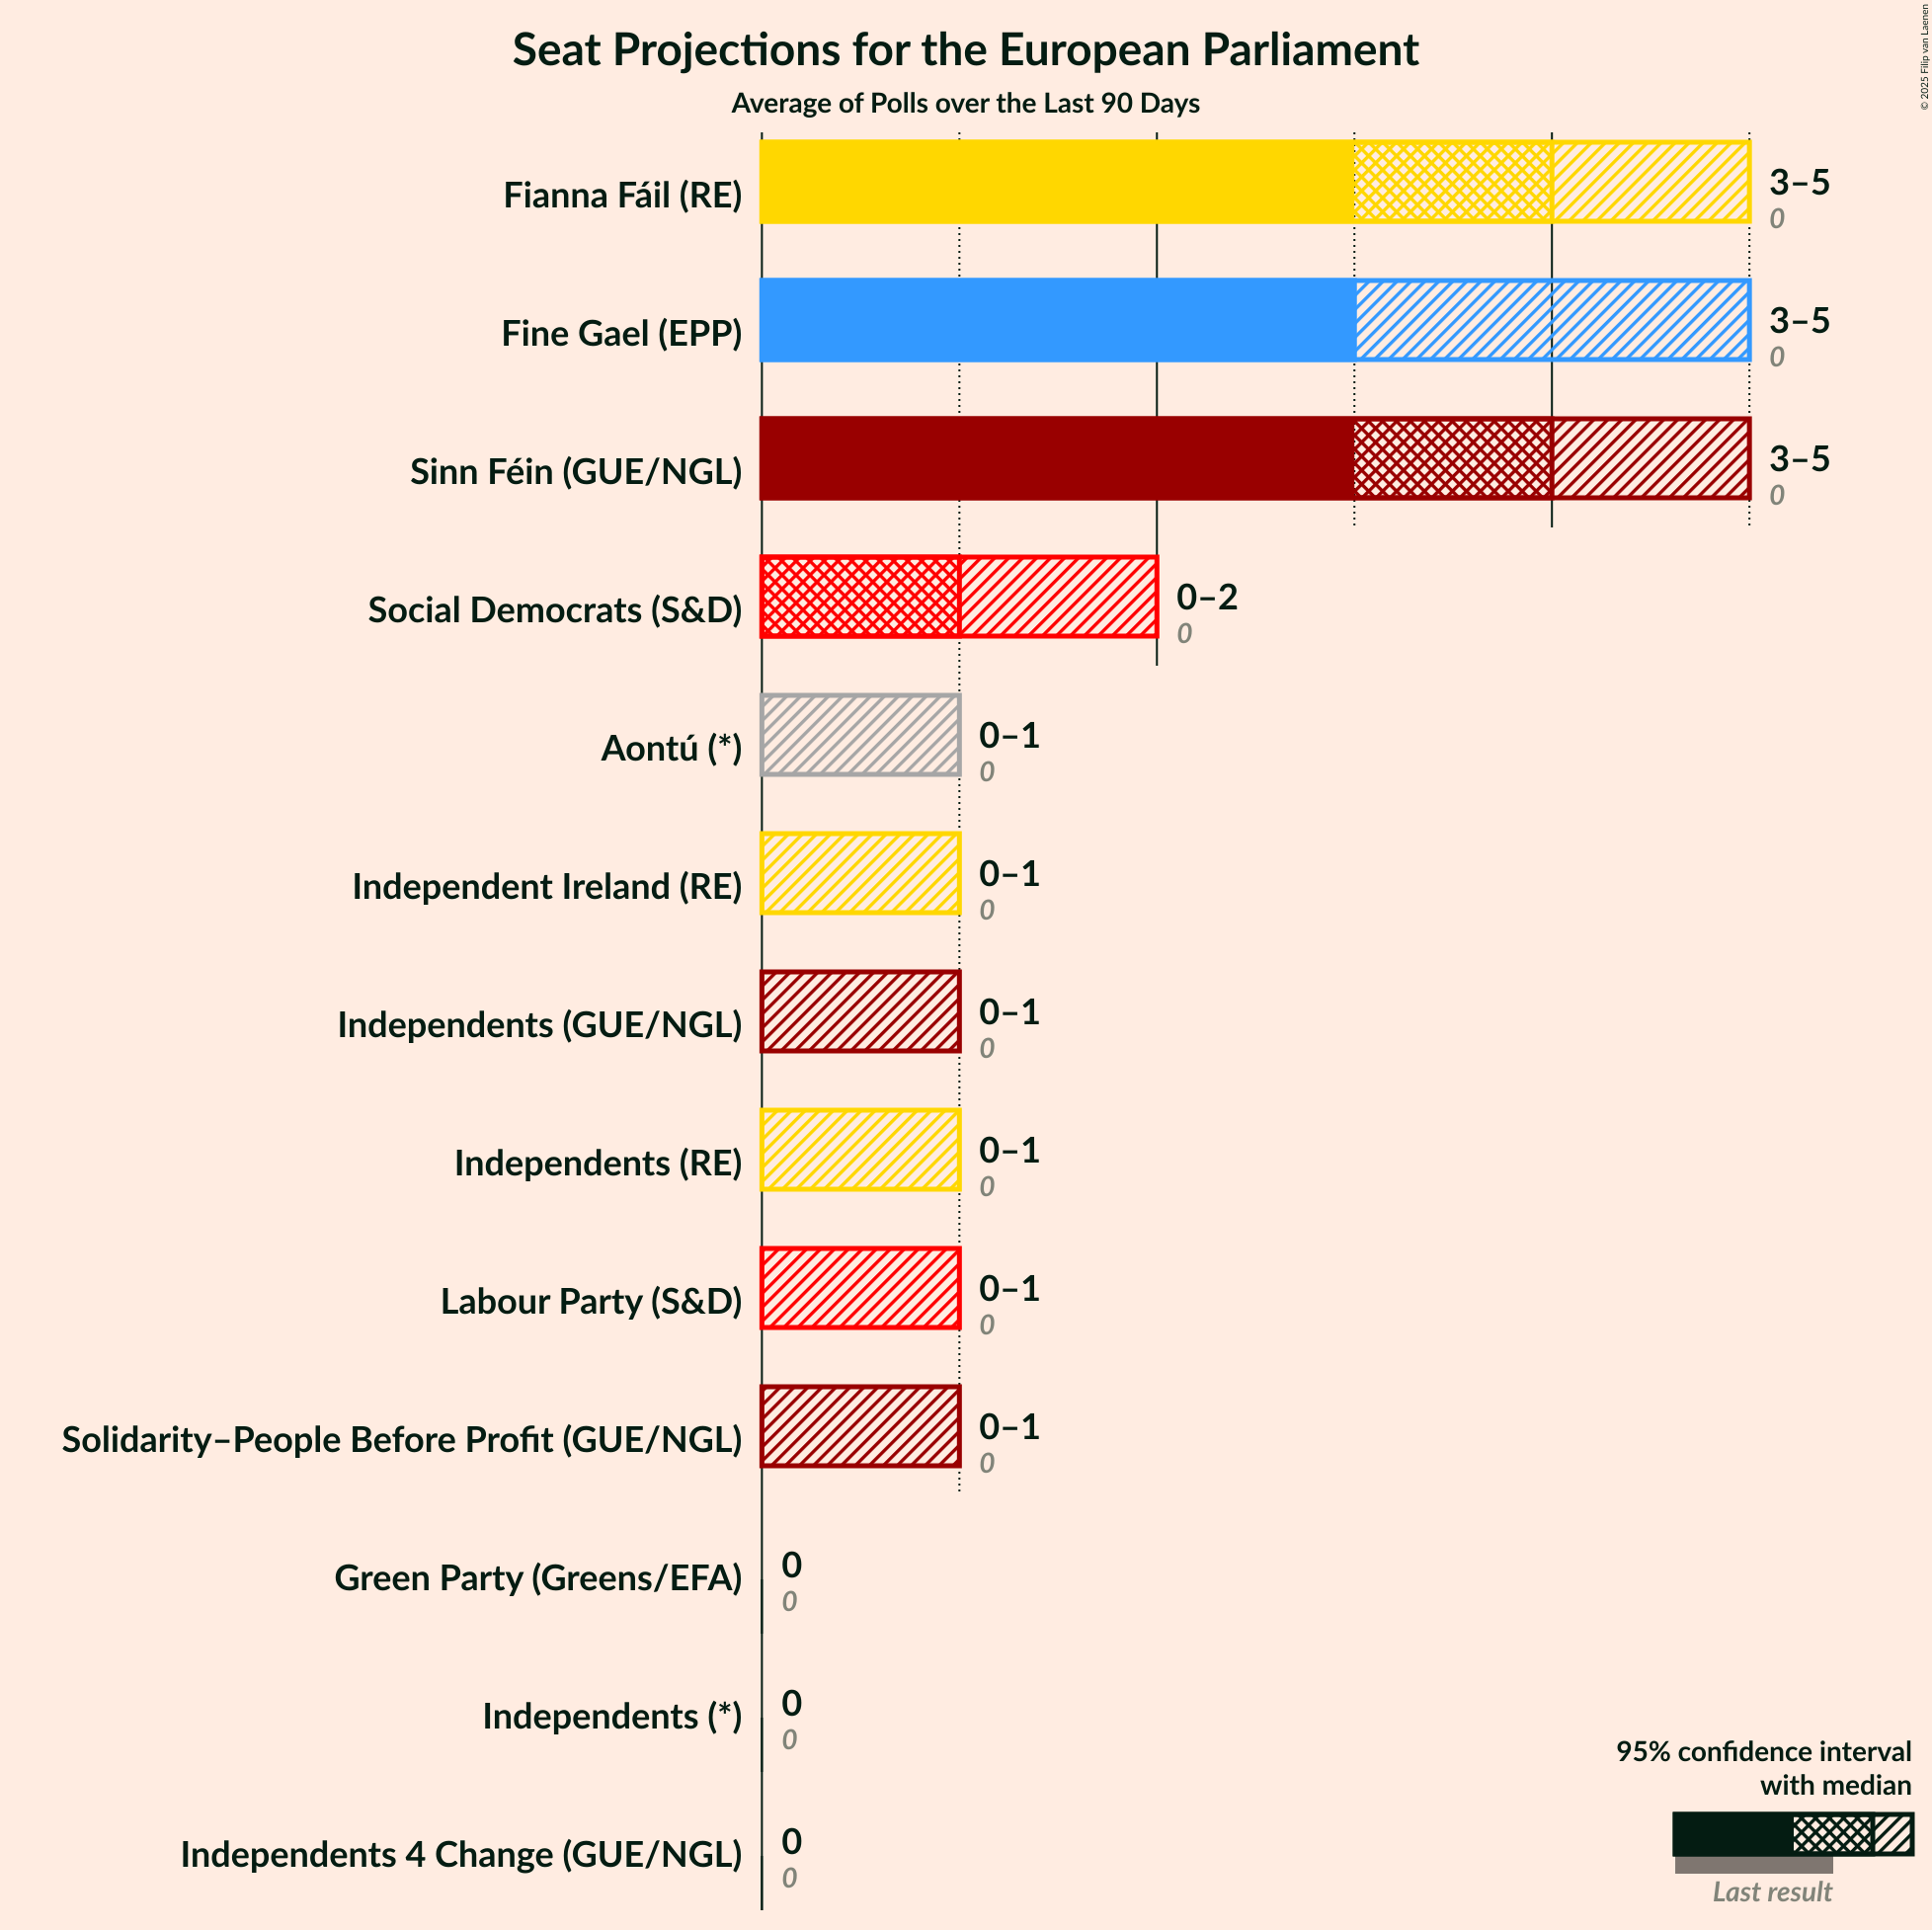 Seat Projections for the European Parliament
Average of Polls over the Last 90 Days
© 2025 Filip van Laenen
Fianna Fáil (RE)
3–5
0
Fine Gael (EPP)
3–5
0
Sinn Féin (GUE/NGL)
3–5
0
Social Democrats (S&D)
0–2
0
Aontú (*)
0–1
0
Independent Ireland (RE)
0–1
0
Independents (GUE/NGL)
0–1
0
Independents (RE)
0–1
0
Labour Party (S&D)
0–1
0
Solidarity–People Before Profit (GUE/NGL)
0–1
0
Green Party (Greens/EFA)
0
0
Independents (*)
0
0
Independents 4 Change (GUE/NGL)
0
0
95% confidence interval
with median
Last result